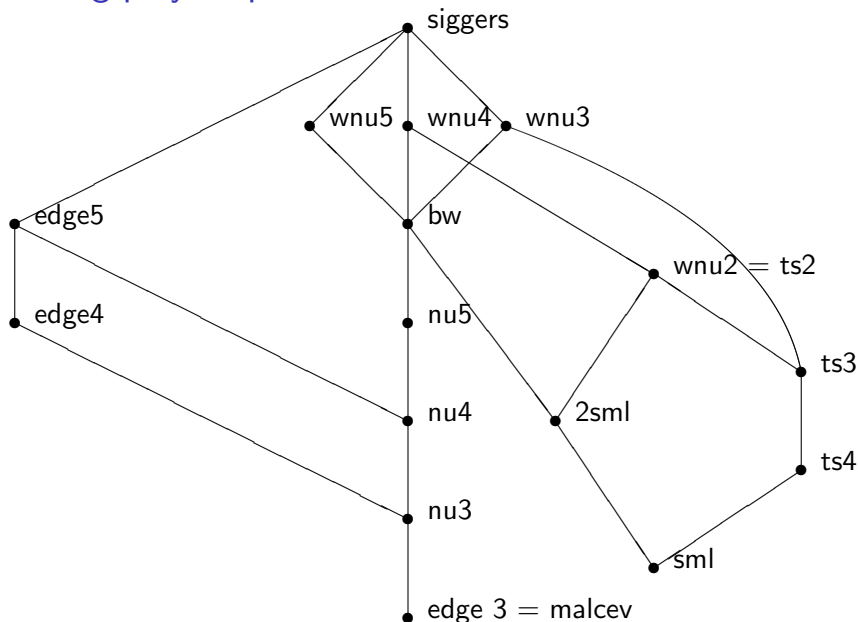 siggers
wnu5 wnu4 wnu3
edge5 bw
wnu2 = ts2
edge4 nu5
ts3
nu4 2sml
ts4
nu3
sml
edge 3 = malcev